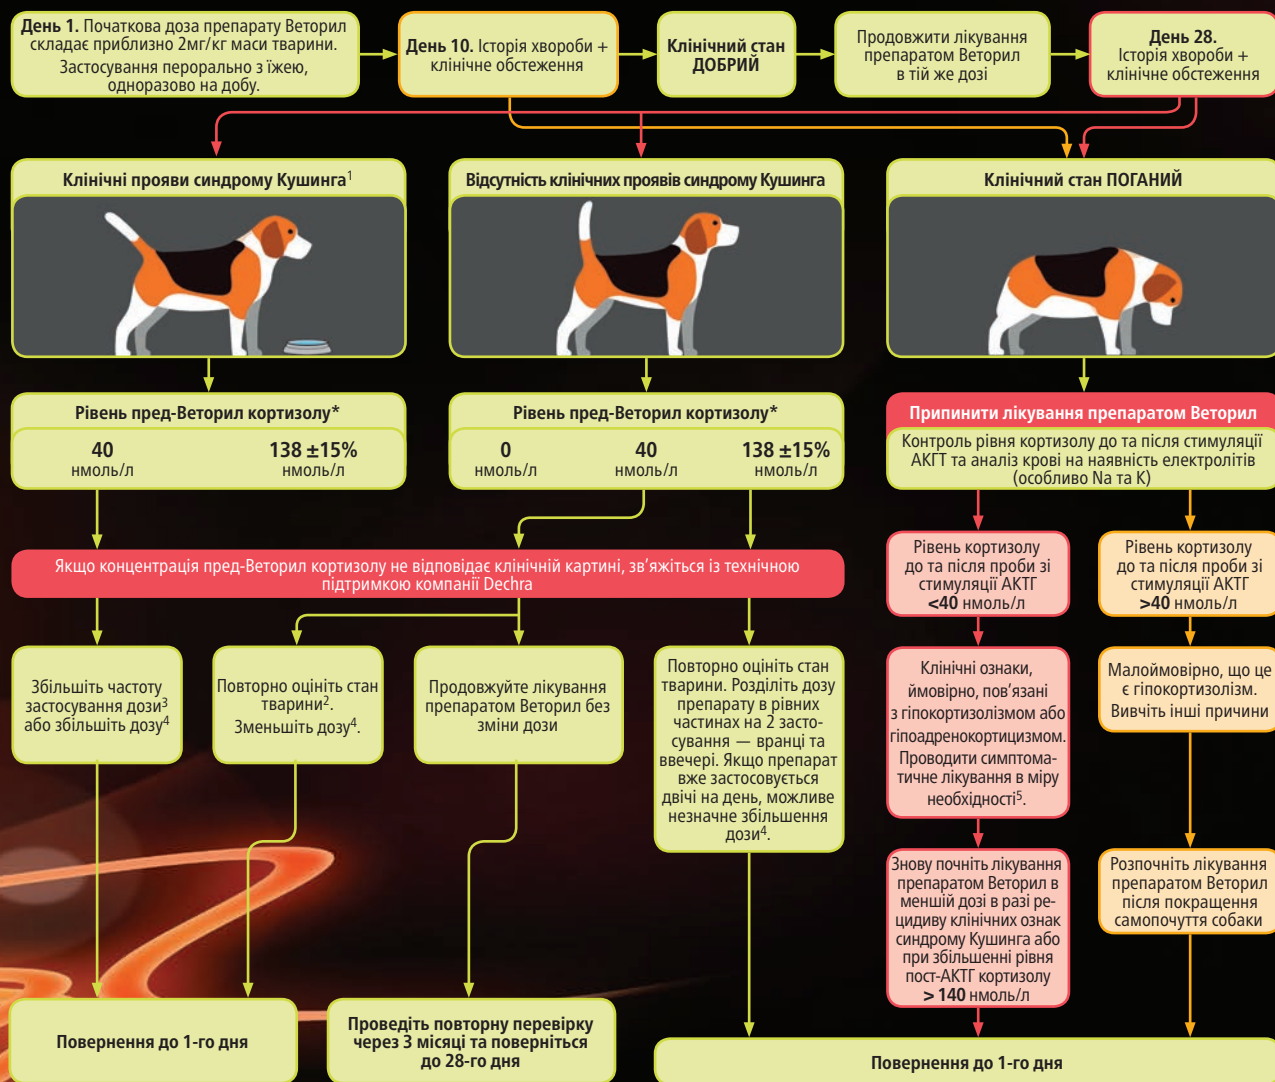 День 1. Початкова доза препарату Веторил
складає приблизно 2мг/кг маси тварини.
Застосування перорально з їжею,
одноразово на добу.
День 10. Історія хвороби +
клінічне обстеження
Клінічний стан
ДОБРИЙ
Продовжити лікування
препаратом Веторил
в тій же дозі
День 28.
Історія хвороби +
клінічне обстеження
Клінічні прояви синдрому Кушинга¹
Відсутність клінічних проявів синдрому Кушинга
Клінічний стан ПОГАНИЙ
Рівень пред-Веторил кортизолу*
40
нмоль/л
138 ±15%
нмоль/л
Рівень пред-Веторил кортизолу*
0
нмоль/л
40
нмоль/л
138 ±15%
нмоль/л
Припинити лікування препаратом Веторил
Контроль рівня кортизолу до та після стимуляції
АКГТ та аналіз крові на наявність електролітів
(особливо Na та K)
Якщо концентрація пред-Веторил кортизолу не відповідає клінічній картині, зв'яжіться із технічною
підтримкою компанії Dechra
Рівень кортизолу
до та після проби зі
стимуляції АКТГ
<40 нмоль/л
Рівень кортизолу
до та після проби зі
стимуляції АКТГ
>40 нмоль/л
Збільшіть частоту
застосування дози³
або збільшіть дозу⁴
Повторно оцініть стан
тварини².
Зменшіть дозу⁴.
Продовжуйте лікування
препаратом Веторил без
зміни дози
Повторно оцініть стан
тварини. Розділіть дозу
препарату в рівних
частинах на 2 засто-
сування — вранці та
ввечері. Якщо препарат
вже застосовується
двічі на день, можливе
незначне збільшення
дози⁴.
Клінічні ознаки,
ймовірно, пов'язані
з гіпокортизолізмом або
гіпоадренокортицизмом.
Проводити симптома-
тичне лікування в міру
необхідності⁵.
Малоймовірно, що це
є гіпокортизолізм.
Вивчіть інші причини
Знову почніть лікування
препаратом Веторил в
меншій дозі в разі ре-
цидиву клінічних ознак
синдрому Кушинга або
при збільшенні рівня
пост-АКТГ кортизолу
> 140 нмоль/л
Розпочніть лікування
препаратом Веторил
після покращення
самопочуття собаки
Повернення до 1-го дня
Проведіть повторну перевірку
через 3 місяці та поверніться
до 28-го дня
Повернення до 1-го дня